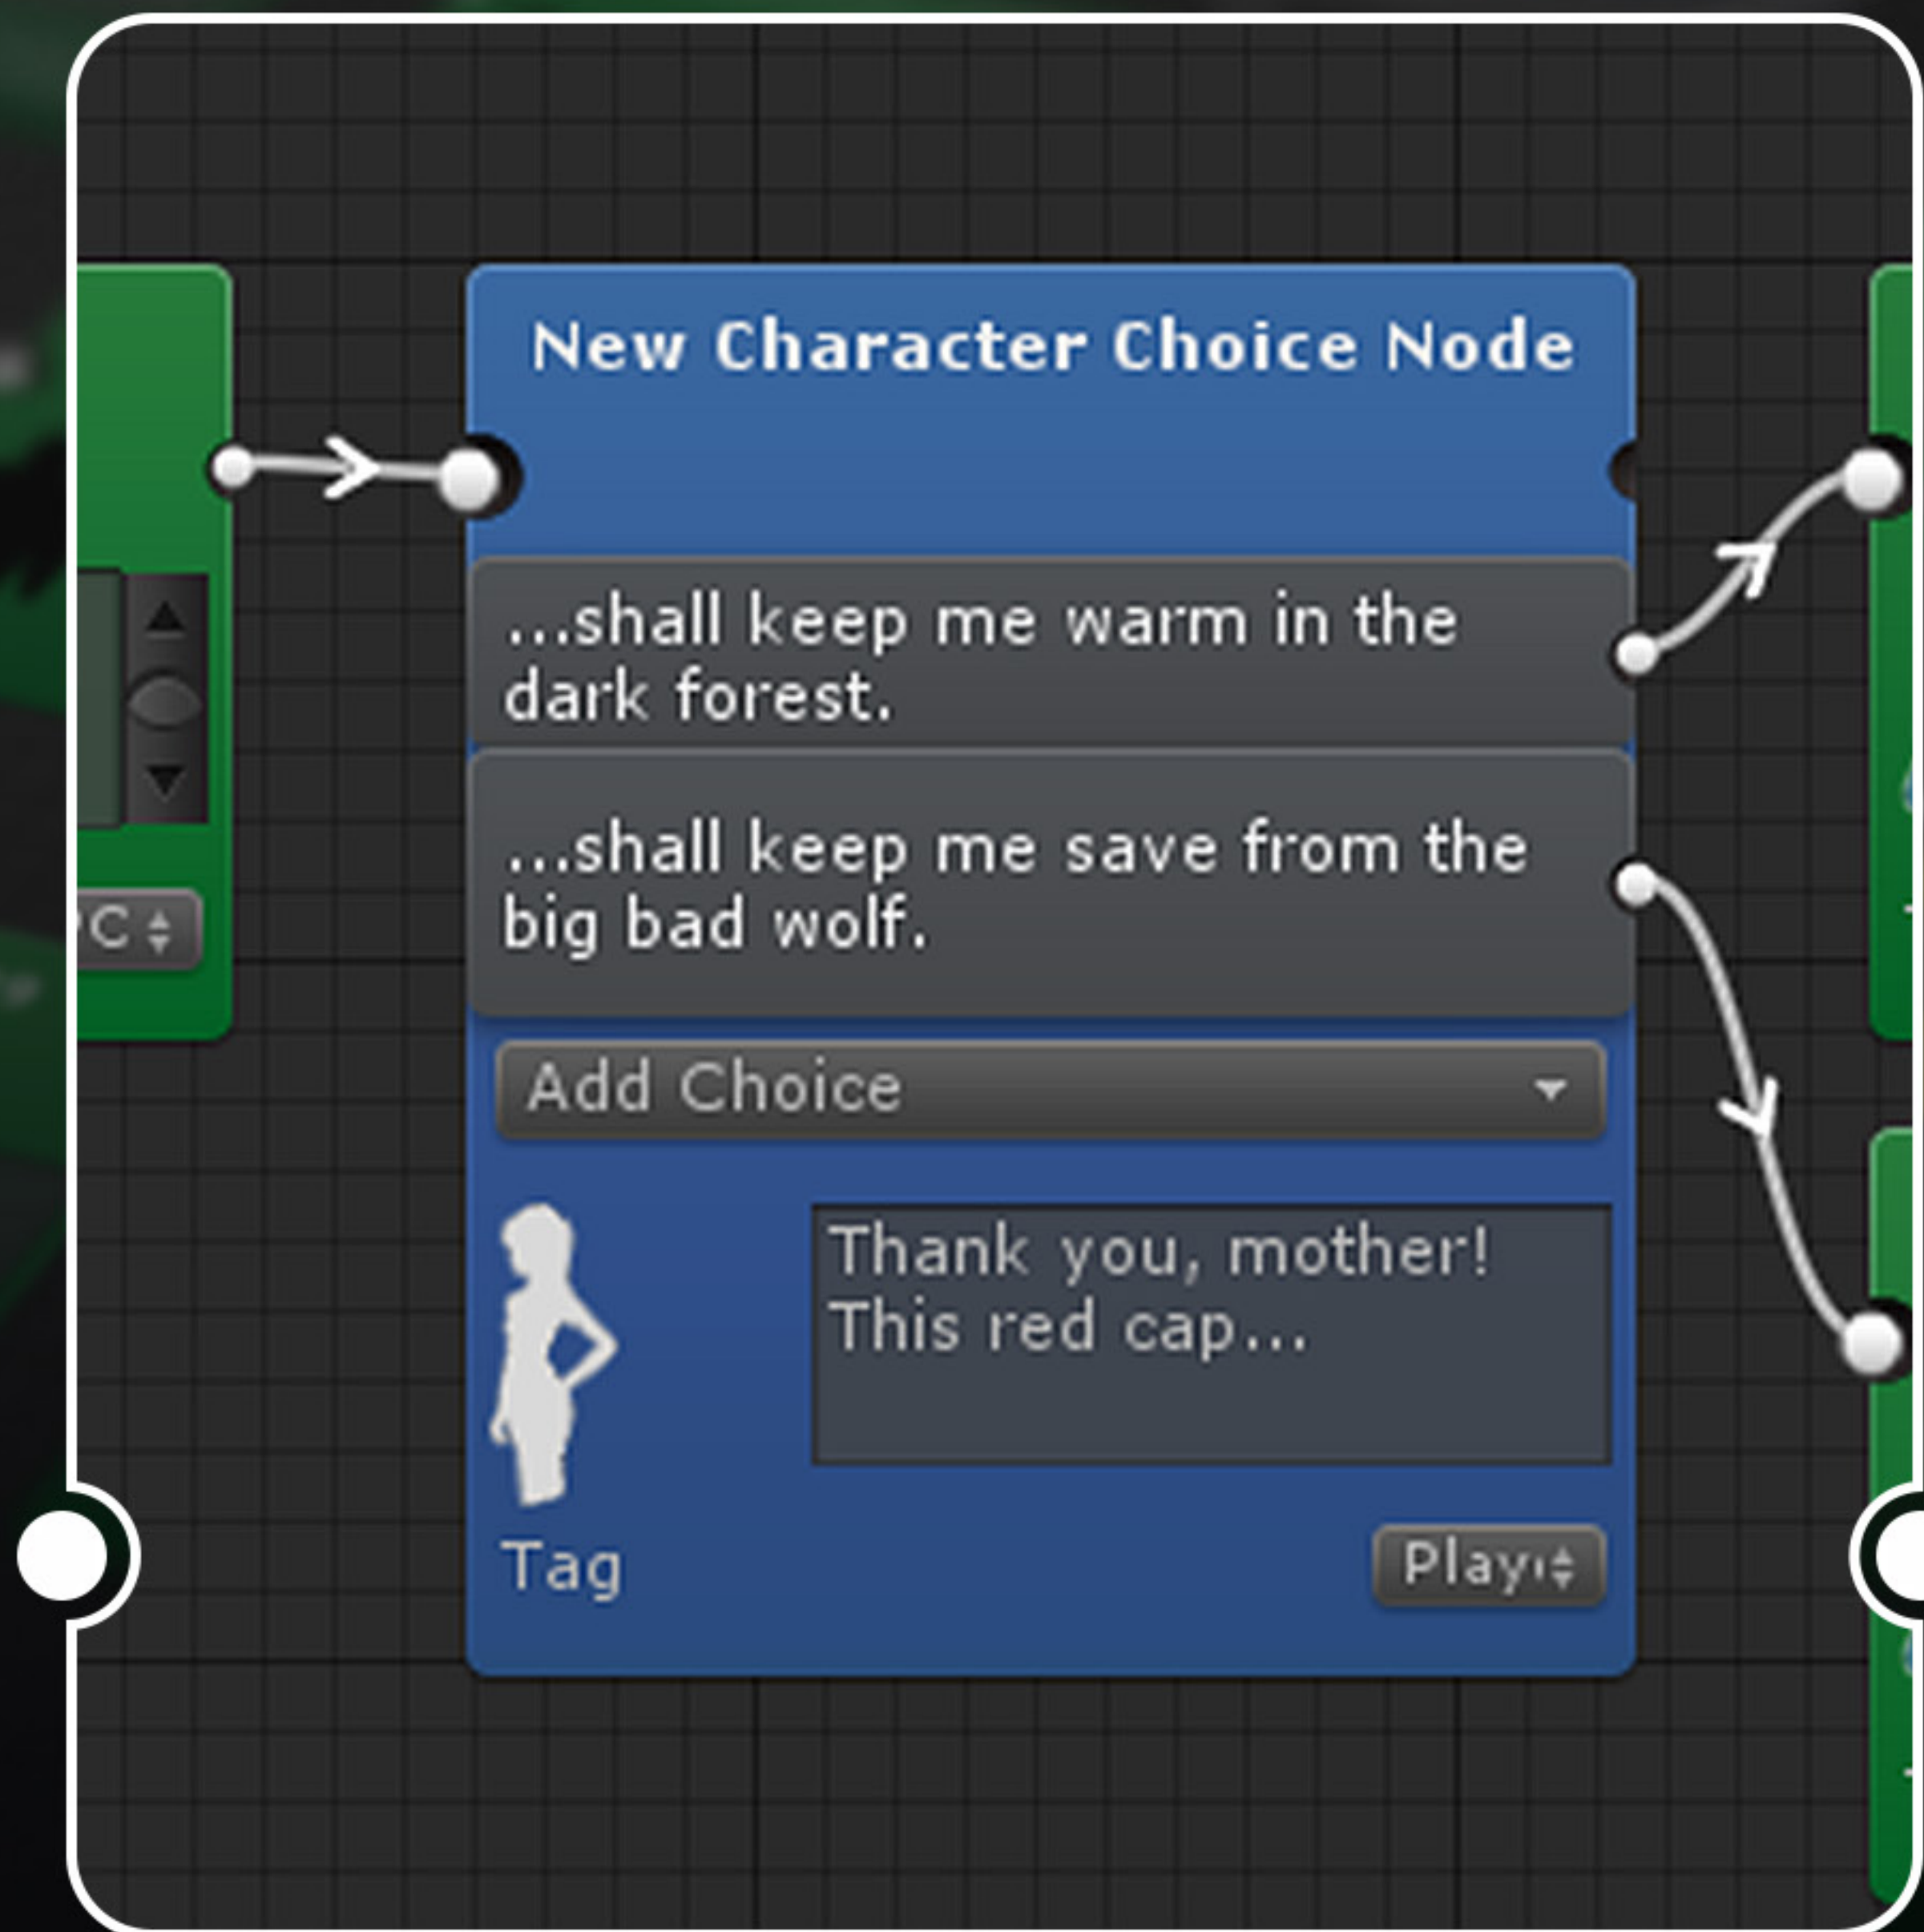 New Character Choice Node
...shall keep me warm in the
dark forest.
...shall keep me save from the
big bad wolf.
Add Choice
Thank you, mother!
This red cap...
Tag